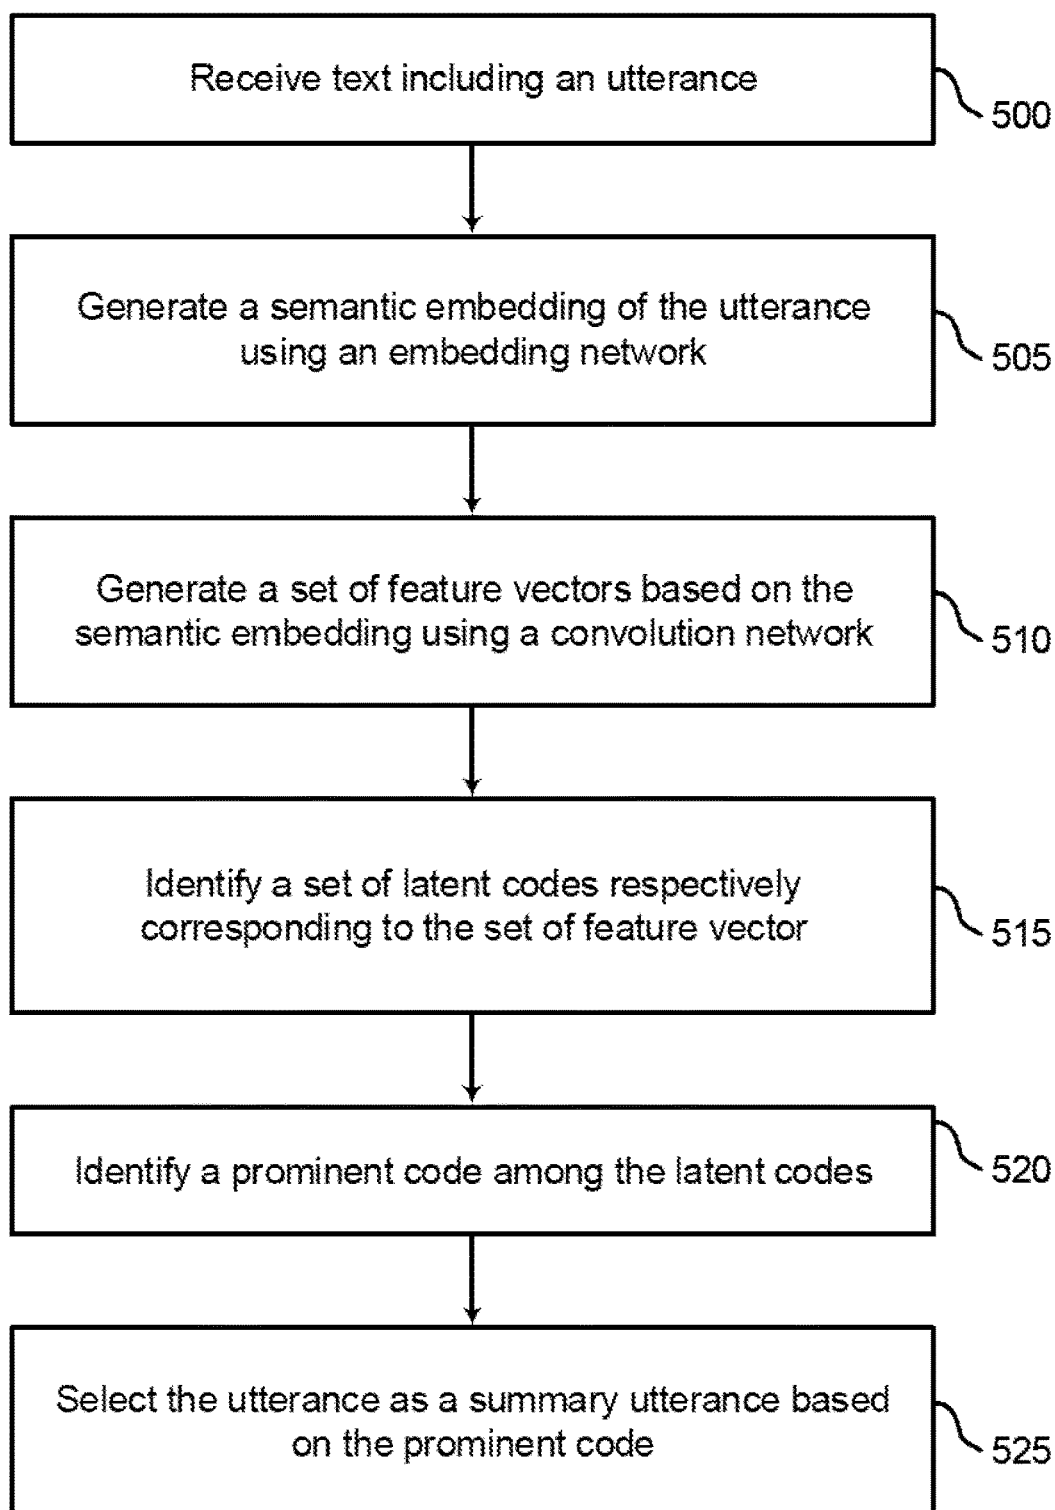 Receive text including an utterance
500
Generate a semantic embedding of the utterance
using an embedding network
505
Generate a set of feature vectors based on the
semantic embedding using a convolution network
510
Identify a set of latent codes respectively
corresponding to the set of feature vector
515
Identify a prominent code among the latent codes
520
Select the utterance as a summary utterance based
on the prominent code
525